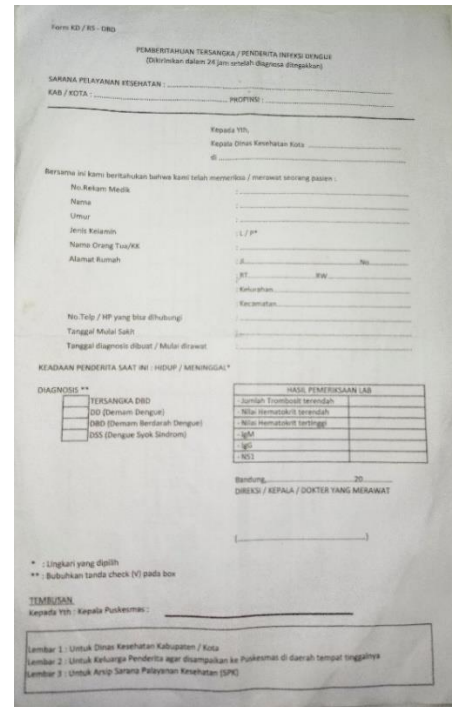 Form KD / RS - DBD
PEMBERITAHUAN TERSANGKA / PENDERITA INFEKSI DENGUE
(Dikirimkan dalam 24 jam setelah diagnosa ditegakkan)
SARANA PELAYANAN KESEHATAN :
KAB / KOTA : PROPINSI :
Kepada Yth,
Kepala Dinas Kesehatan Kota
di
Bersama ini kami beritahukan bahwa kami telah memeriksa / merawat seorang pasien :
No.Rekam Medik :
Nama :
Umur :
Jenis Kelamin : L / P*
Nama Orang Tua/KK :
Alamat Rumah : Jl No
: RT RW
: Kelurahan
: Kecamatan
No.Telp / HP yang bisa dihubungi :
Tanggal Mulai Sakit :
Tanggal diagnosis dibuat / Mulai dirawat :
KEADAAN PENDERITA SAAT INI : HIDUP / MENINGGAL*
DIAGNOSIS **
TERSANGKA DBD
DD (Demam Dengue)
DBD (Demam Berdarah Dengue)
DSS (Dengue Syok Sindrom)
HASIL PEMERIKSAAN LAB
- Jumlah Trombosit terendah
- Nilai Hematokrit terendah
- Nilai Hematokrit tertinggi
- IgM
- IgG
- NS1
Bandung, 20
DIREKSI / KEPALA / DOKTER YANG MERAWAT
( )
* : Lingkari yang dipilih
** : Bubuhkan tanda check (V) pada box
TEMBUSAN
Kepada Yth : Kepala Puskesmas :
Lembar 1 : Untuk Dinas Kesehatan Kabupaten / Kota
Lembar 2 : Untuk Keluarga Penderita agar disampaikan ke Puskesmas di daerah tempat tinggalnya
Lembar 3 : Untuk Arsip Sarana Pelayanan Kesehatan (SPK)